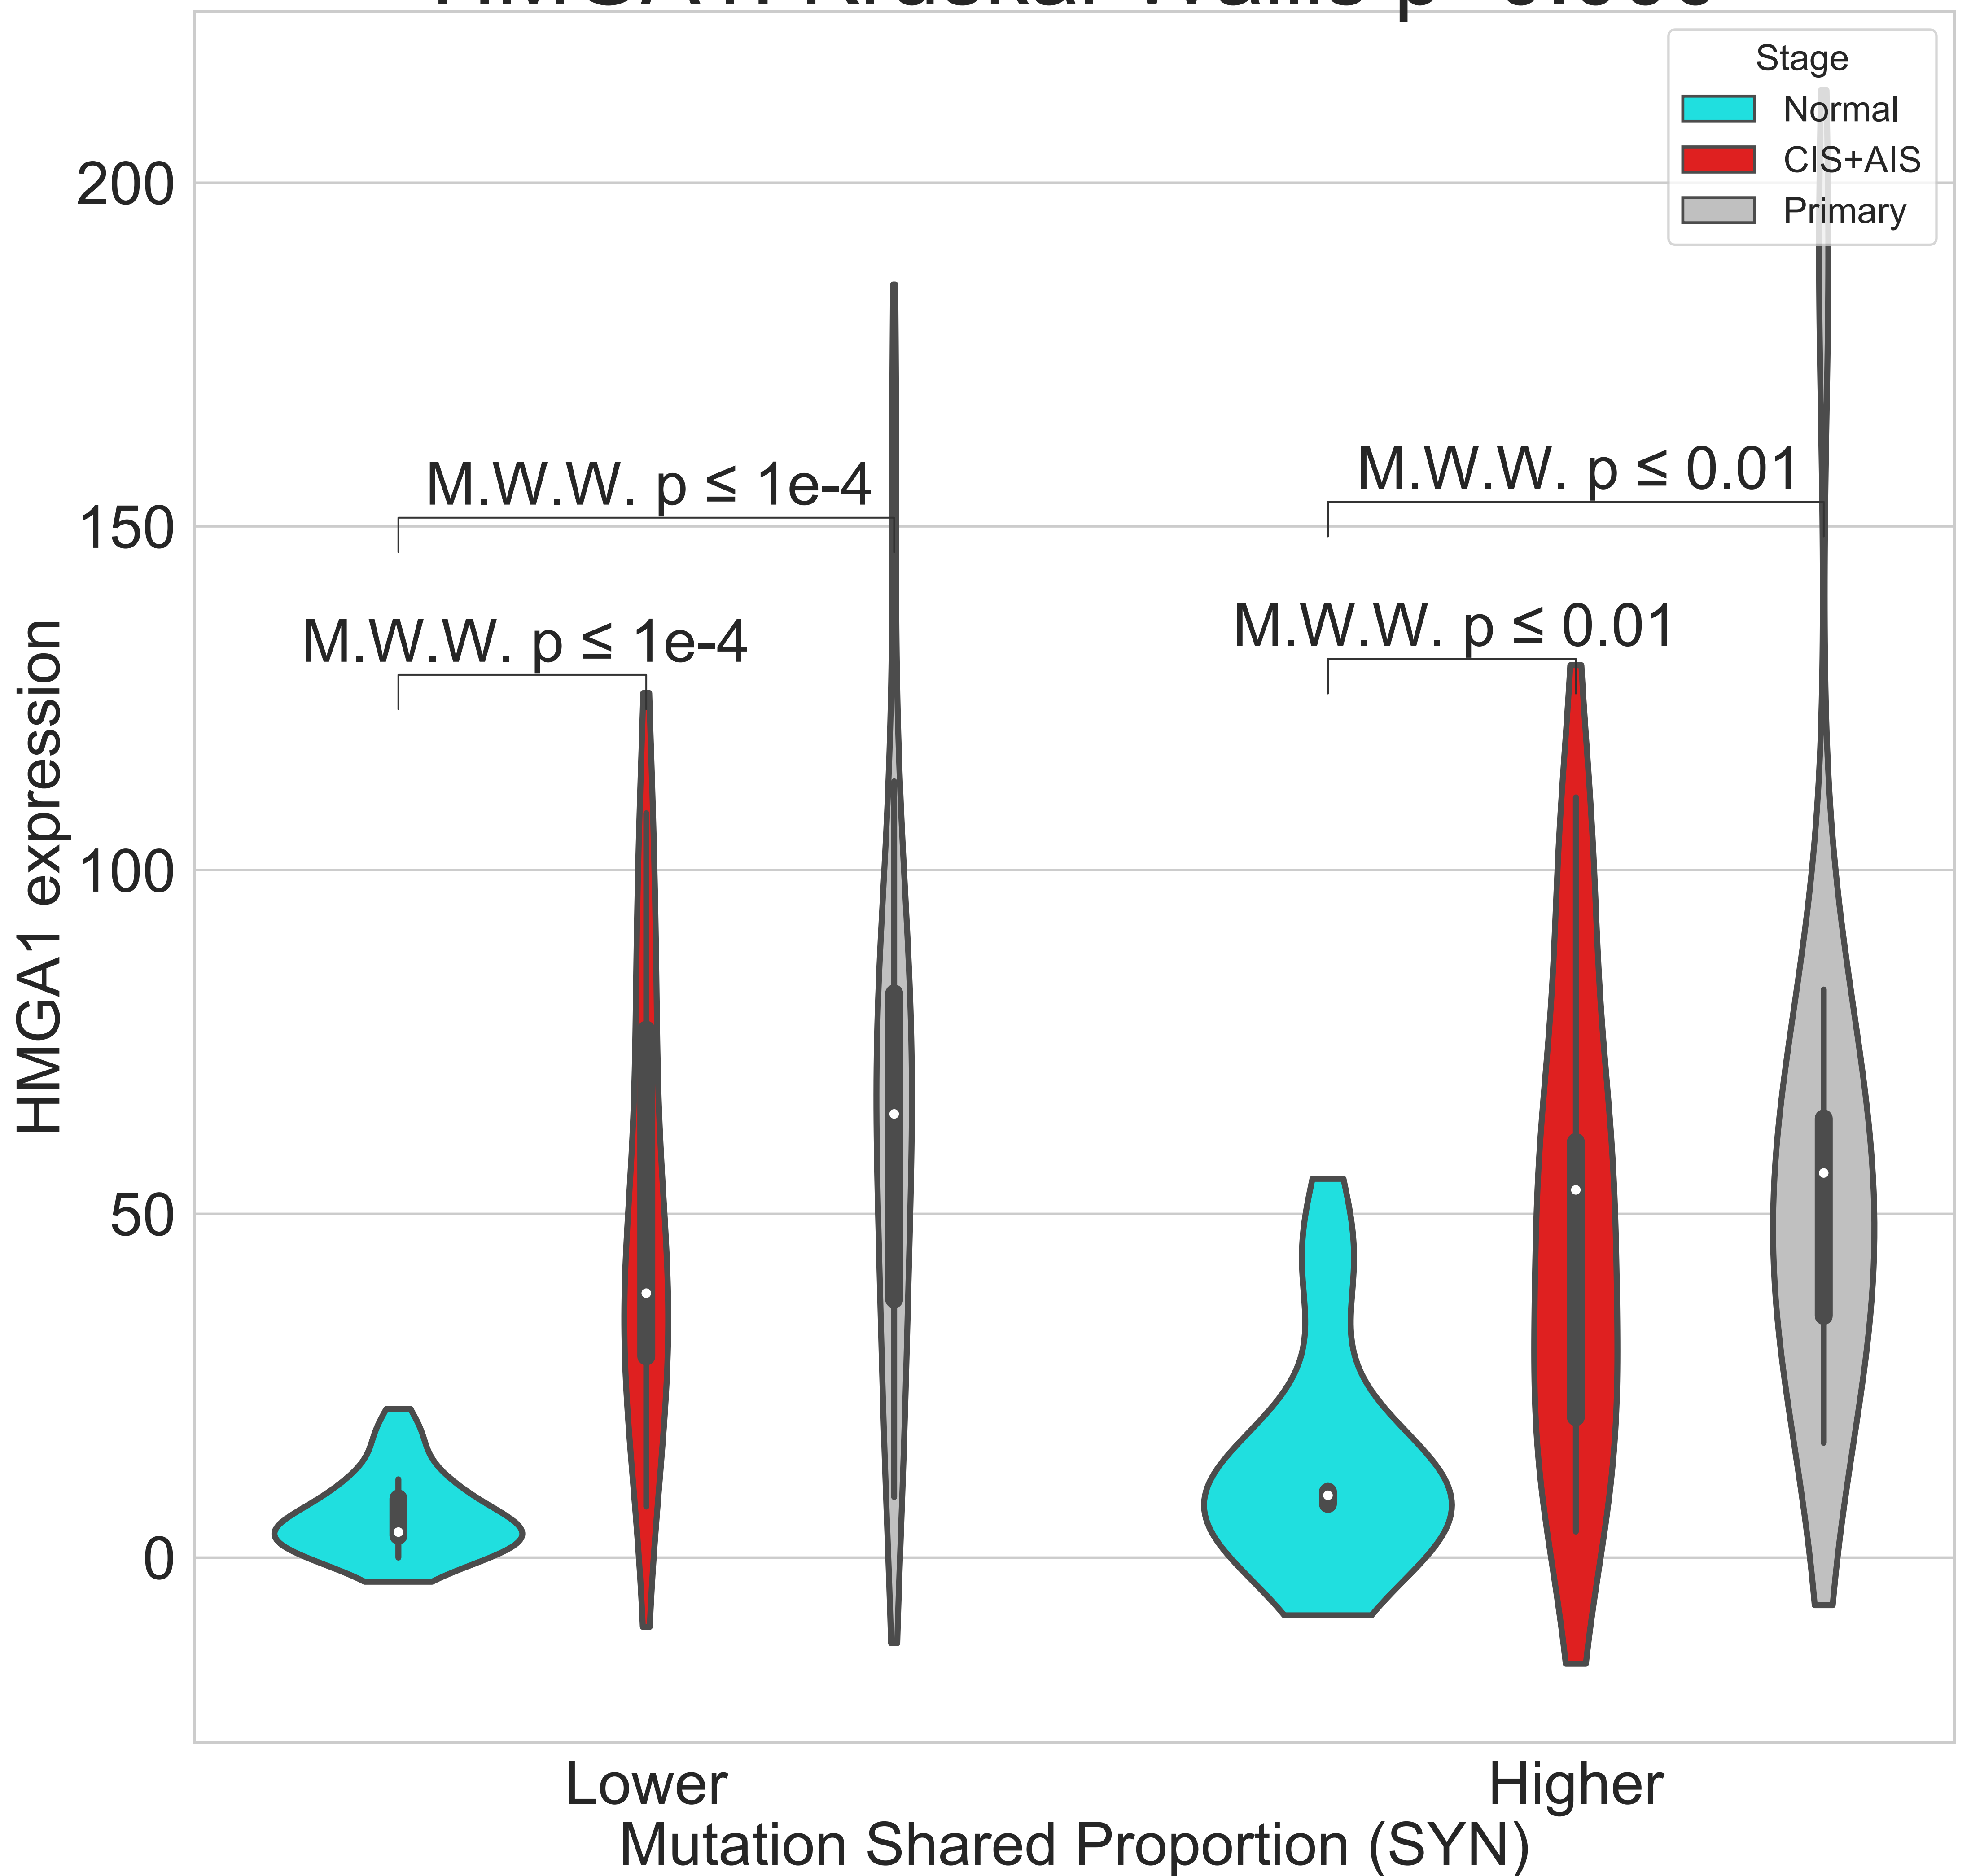 Stage
Normal
CIS+AIS
Primary
200
150
100
50
0
HMGA1 expression
M.W.W. p ≤ 1e-4
M.W.W. p ≤ 0.01
M.W.W. p ≤ 1e-4
M.W.W. p ≤ 0.01
Lower
Higher
Mutation Shared Proportion (SYN)